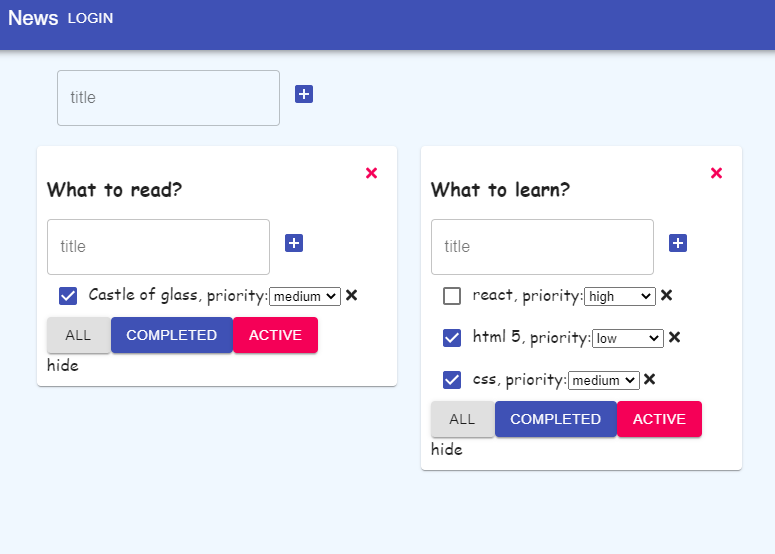 News LOGIN
title
What to read?
title
Castle of glass, priority: medium
ALL COMPLETED ACTIVE
hide
What to learn?
title
react, priority: high
html 5, priority: low
css, priority: medium
ALL COMPLETED ACTIVE
hide